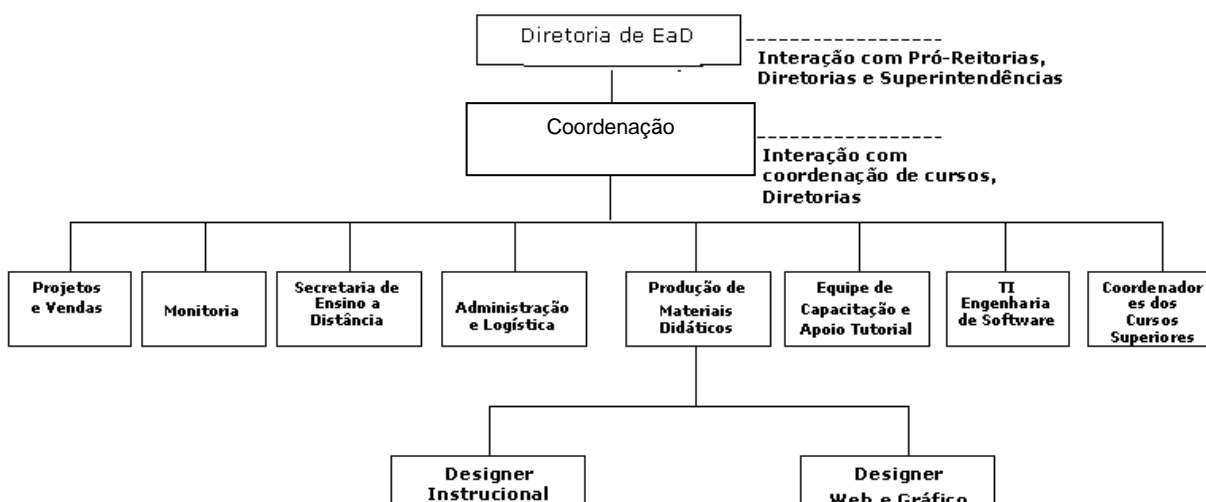 Diretoria de EaD
Interação com Pró-Reitorias,
Diretorias e Superintendências
Coordenação
Interação com
coordenação de cursos,
Diretorias
Projetos
e Vendas
Monitoria
Secretaria de
Ensino a
Distância
Administração
e Logística
Produção de
Materiais
Didáticos
Equipe de
Capacitação e
Apoio Tutorial
TI
Engenharia
de Software
Coordenador
es dos
Cursos
Superiores
Designer
Instrucional
Designer
Web e Gráfico